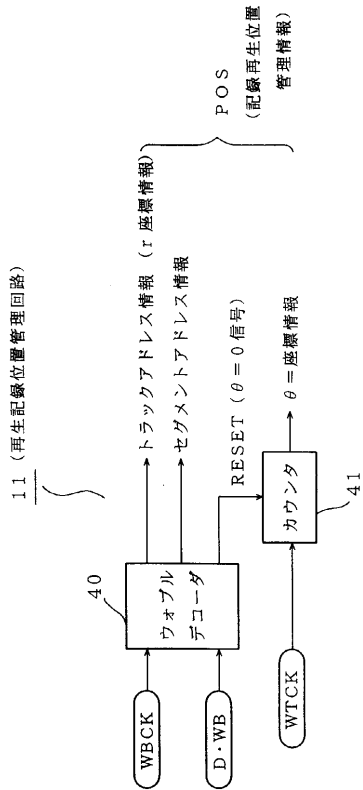 11 (再生記録位置管理回路)
40
ウォブル
デコーダ
WBCK
D・WB
トラックアドレス情報 (r 座標情報)
セグメントアドレス情報
RESET (θ=0信号)
POS
(記録再生位置
管理情報)
WTCK
カウンタ
41
θ=座標情報